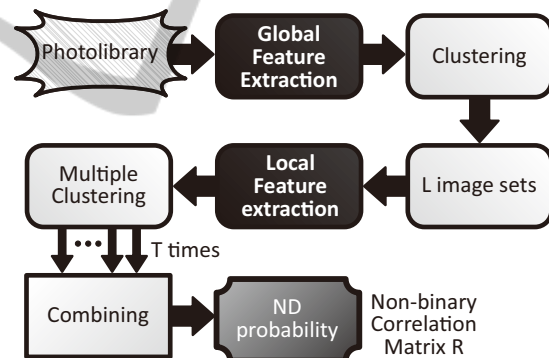 Photolibrary
Global
Feature
Extraction
Clustering
L image sets
Local
Feature
extraction
Multiple
Clustering
T times
Combining
ND
probability
Non-binary
Correlation
Matrix R